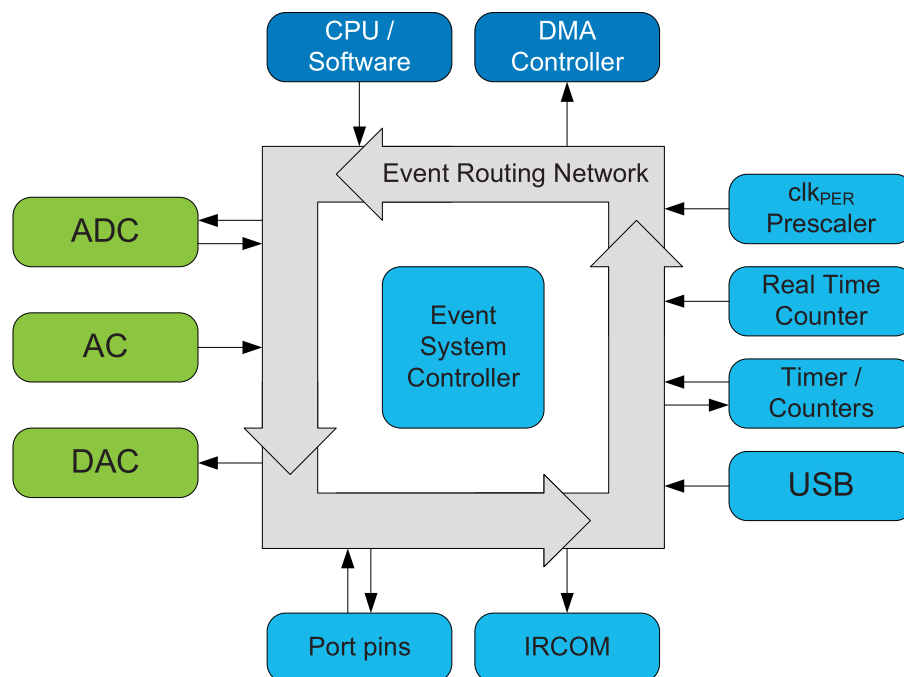 CPU /
Software
DMA
Controller
Event Routing Network
ADC
clkPER
Prescaler
Real Time
Counter
AC
Event
System
Controller
Timer /
Counters
DAC
USB
Port pins
IRCOM